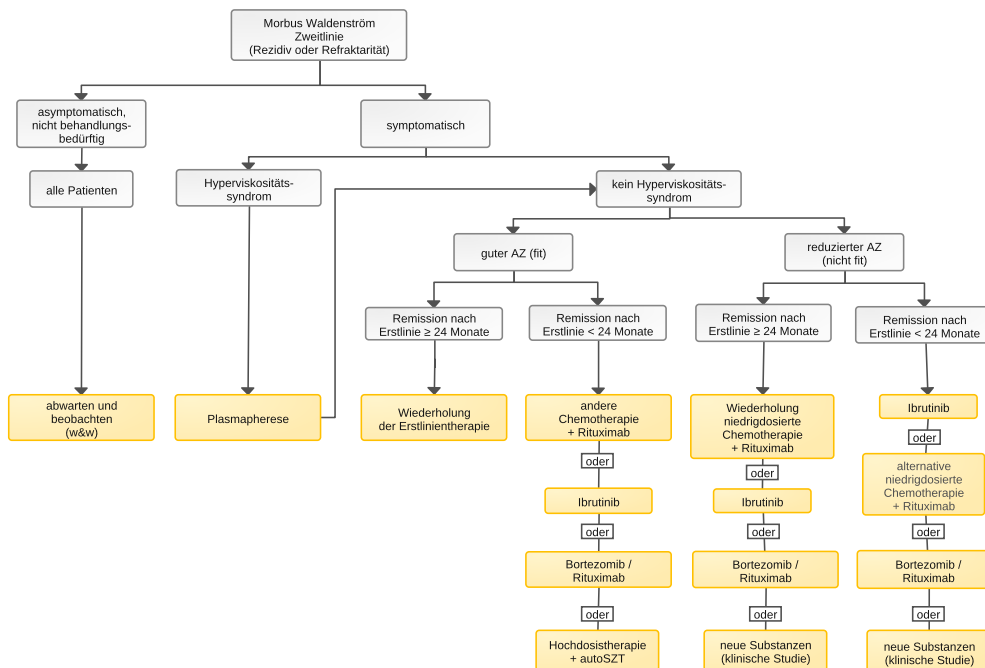 Morbus Waldenström
Zweitlinie
(Rezidiv oder Refraktarität)
asymptomatisch,
nicht behandlungs-
bedürftig
symptomatisch
alle Patienten
Hyperviskositäts-
syndrom
kein Hyperviskositäts-
syndrom
guter AZ (fit)
reduzierter AZ
(nicht fit)
Remission nach
Erstlinie ≥ 24 Monate
Remission nach
Erstlinie < 24 Monate
Remission nach
Erstlinie ≥ 24 Monate
Remission nach
Erstlinie < 24 Monate
abwarten und
beobachten
(w&w)
Plasmapherese
Wiederholung
der Erstlinientherapie
andere
Chemotherapie
+ Rituximab
oder
Ibrutinib
oder
Bortezomib /
Rituximab
oder
Hochdosistherapie
+ autoSZT
Wiederholung
niedrigdosierte
Chemotherapie
+ Rituximab
oder
Ibrutinib
oder
Bortezomib /
Rituximab
oder
neue Substanzen
(klinische Studie)
Ibrutinib
oder
alternative
niedrigdosierte
Chemotherapie
+ Rituximab
oder
Bortezomib /
Rituximab
oder
neue Substanzen
(klinische Studie)